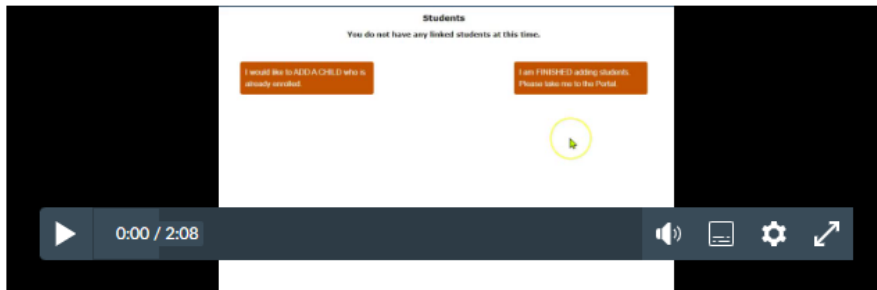 Students
You do not have any linked students at this time.
I would like to ADD A CHILD who is
already enrolled.
I am FINISHED adding students.
Please take me to the Portal.
0:00 / 2:08